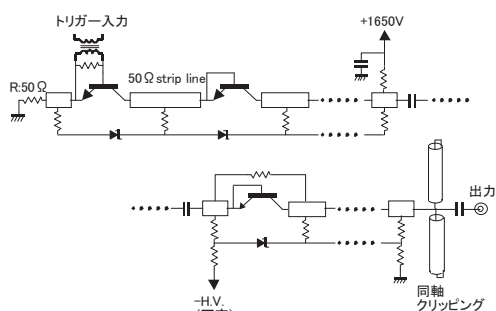 トリガー入力
+1650V
50Ω strip line
R:50Ω
出力
-H.V.
同軸
クリッピング